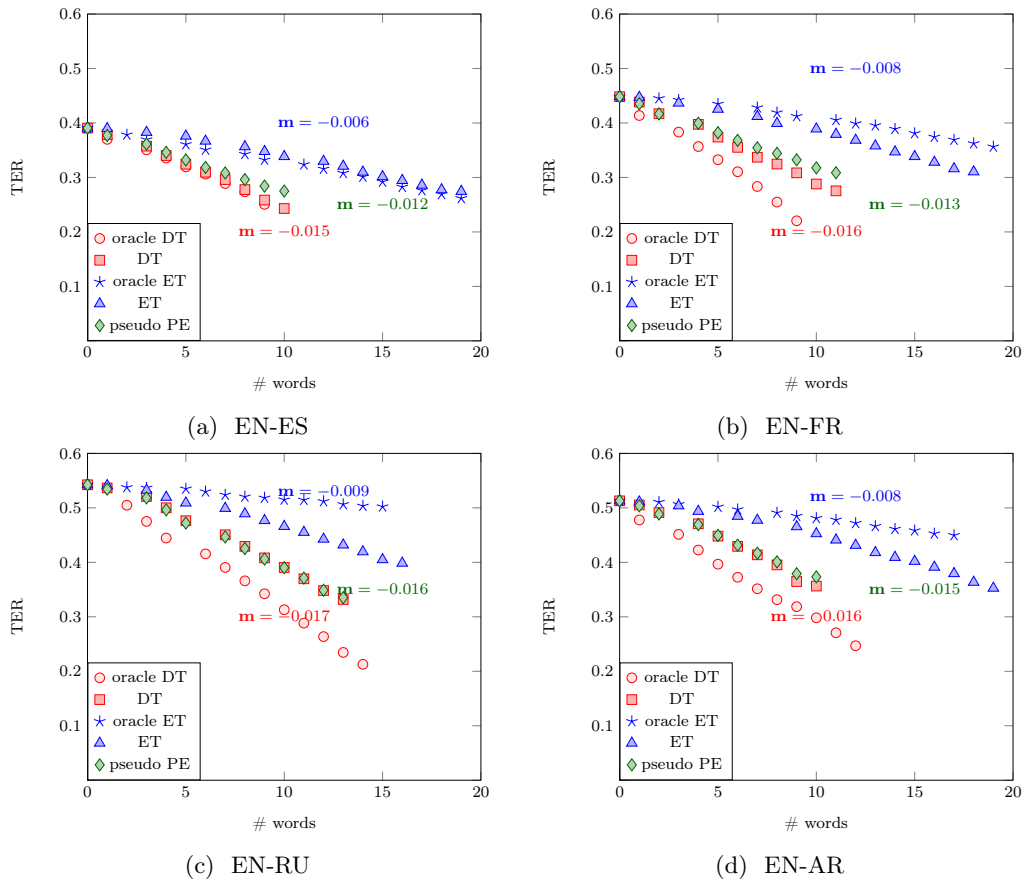 0.6
0.5
0.4
0.3
0.2
0.1
TER
m = −0.006
m = −0.012
m = −0.015
oracle DT
DT
oracle ET
ET
pseudo PE
0 5 10 15 20
# words
(a) EN-ES
0.6
0.5
0.4
0.3
0.2
0.1
TER
m = −0.008
m = −0.013
m = −0.016
oracle DT
DT
oracle ET
ET
pseudo PE
0 5 10 15 20
# words
(b) EN-FR
0.6
0.5
0.4
0.3
0.2
0.1
TER
m = −0.009
m = −0.016
m = −0.017
oracle DT
DT
oracle ET
ET
pseudo PE
0 5 10 15 20
# words
(c) EN-RU
0.6
0.5
0.4
0.3
0.2
0.1
TER
m = −0.008
m = −0.015
m = −0.016
oracle DT
DT
oracle ET
ET
pseudo PE
0 5 10 15 20
# words
(d) EN-AR